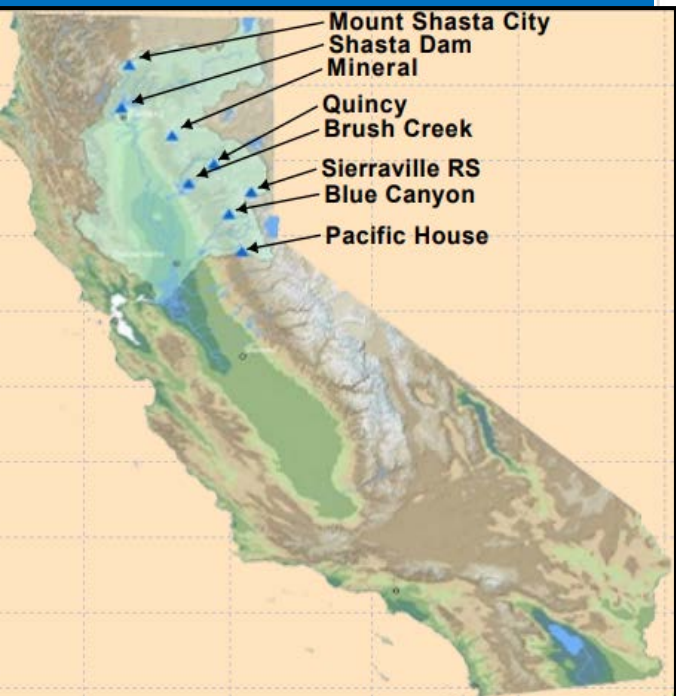 Mount Shasta City
Shasta Dam
Mineral
Quincy
Brush Creek
Sierraville RS
Blue Canyon
Pacific House